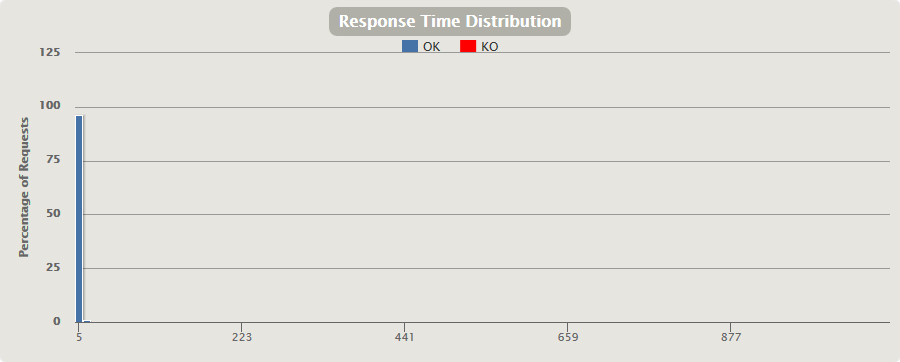 Response Time Distribution
OK KO
125
100
75
50
25
0
Percentage of Requests
5 223 441 659 877